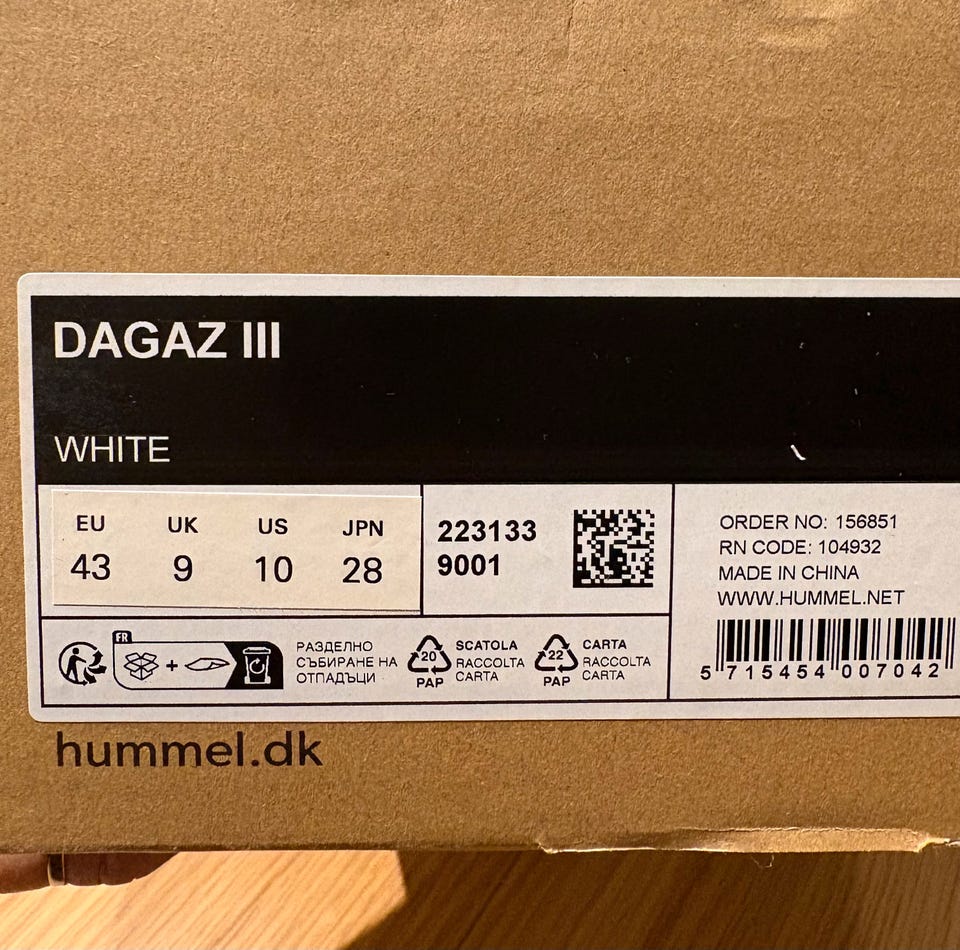 DAGAZ III
WHITE
EU UK US JPN
43 9 10 28
223133
9001
ORDER NO: 156851
RN CODE: 104932
MADE IN CHINA
WWW.HUMMEL.NET
5 715454 007042
FR
РАЗДЕЛНО
СЪБИРАНЕ НА
ОТПАДЪЦИ
20
PAP
SCATOLA
RACCOLTA
CARTA
22
PAP
CARTA
RACCOLTA
CARTA
hummel.dk